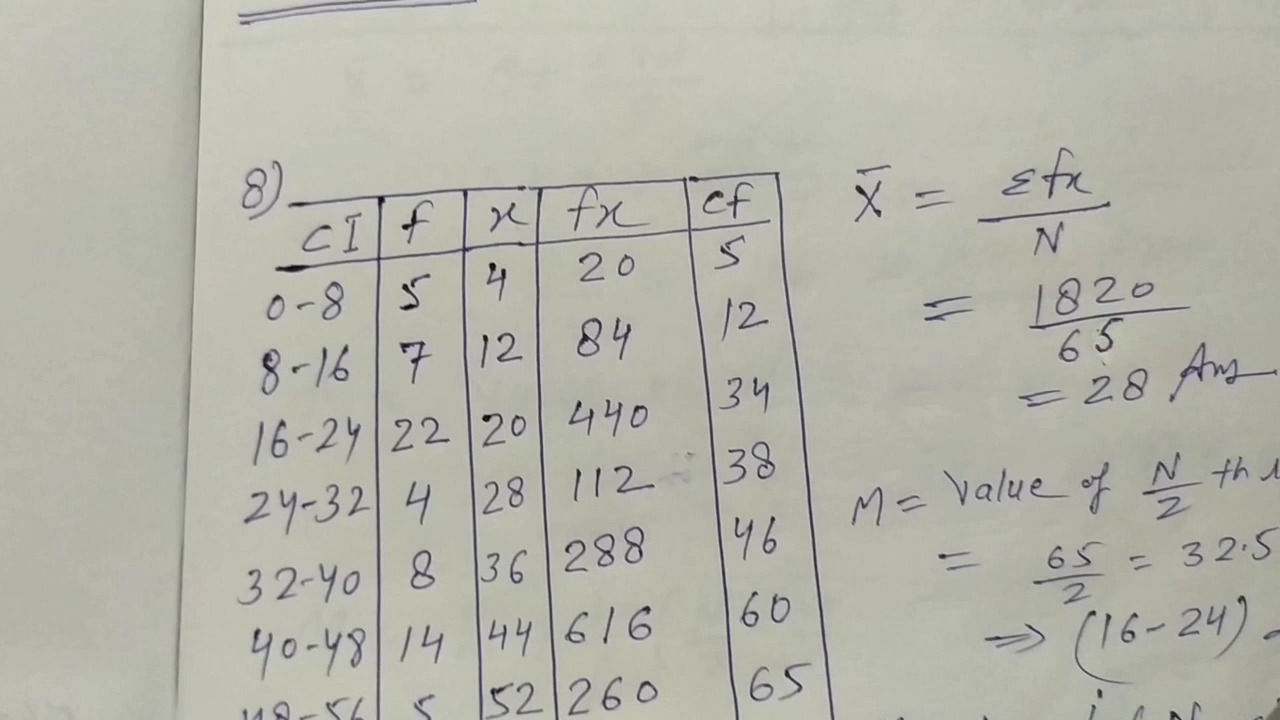 8)
CI f x fx cf
0-8 5 4 20 5
8-16 7 12 84 12
16-24 22 20 440 34
24-32 4 28 112 38
32-40 8 36 288 46
40-48 14 44 616 60
48-56 5 52 260 65
X̄ = Σfx/N
= 1820/65
= 28 Ans
M = Value of N/2 th
= 65/2 = 32.5
⇒ (16-24)